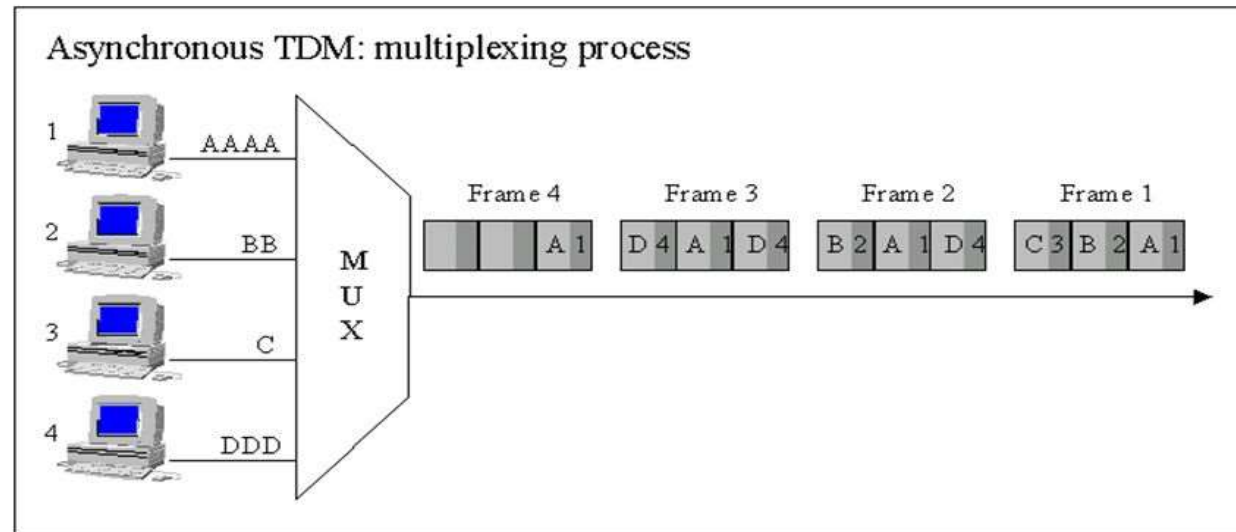 Asynchronous TDM: multiplexing process
1
AAAA
Frame 4 Frame 3 Frame 2 Frame 1
2
BB
A 1 D 4 A 1 D 4 B 2 A 1 D 4 C 3 B 2 A 1
M
U
X
3
C
4
DDD